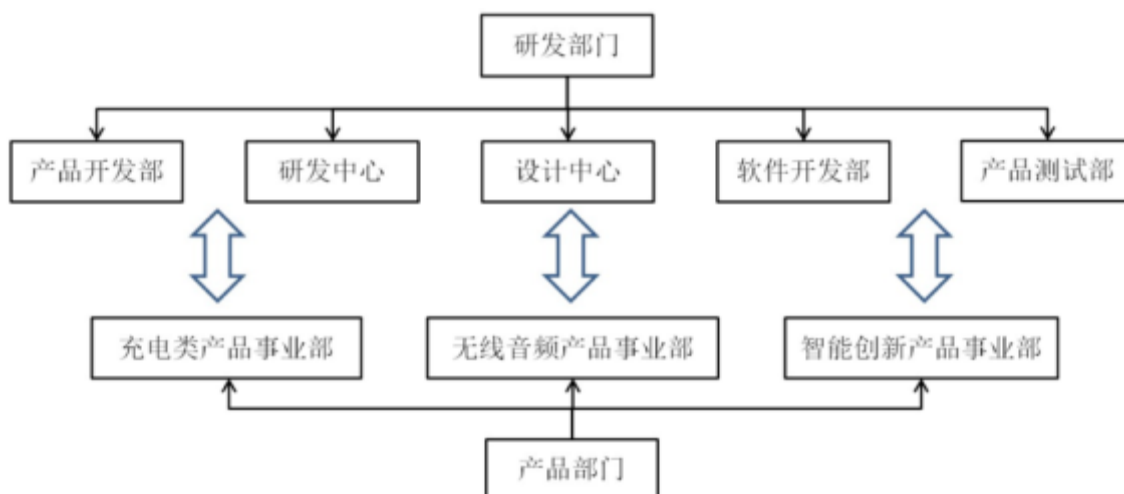 研发部门
产品开发部
研发中心
设计中心
软件开发部
产品测试部
充电类产品事业部
无线音频产品事业部
智能创新产品事业部
产品部门